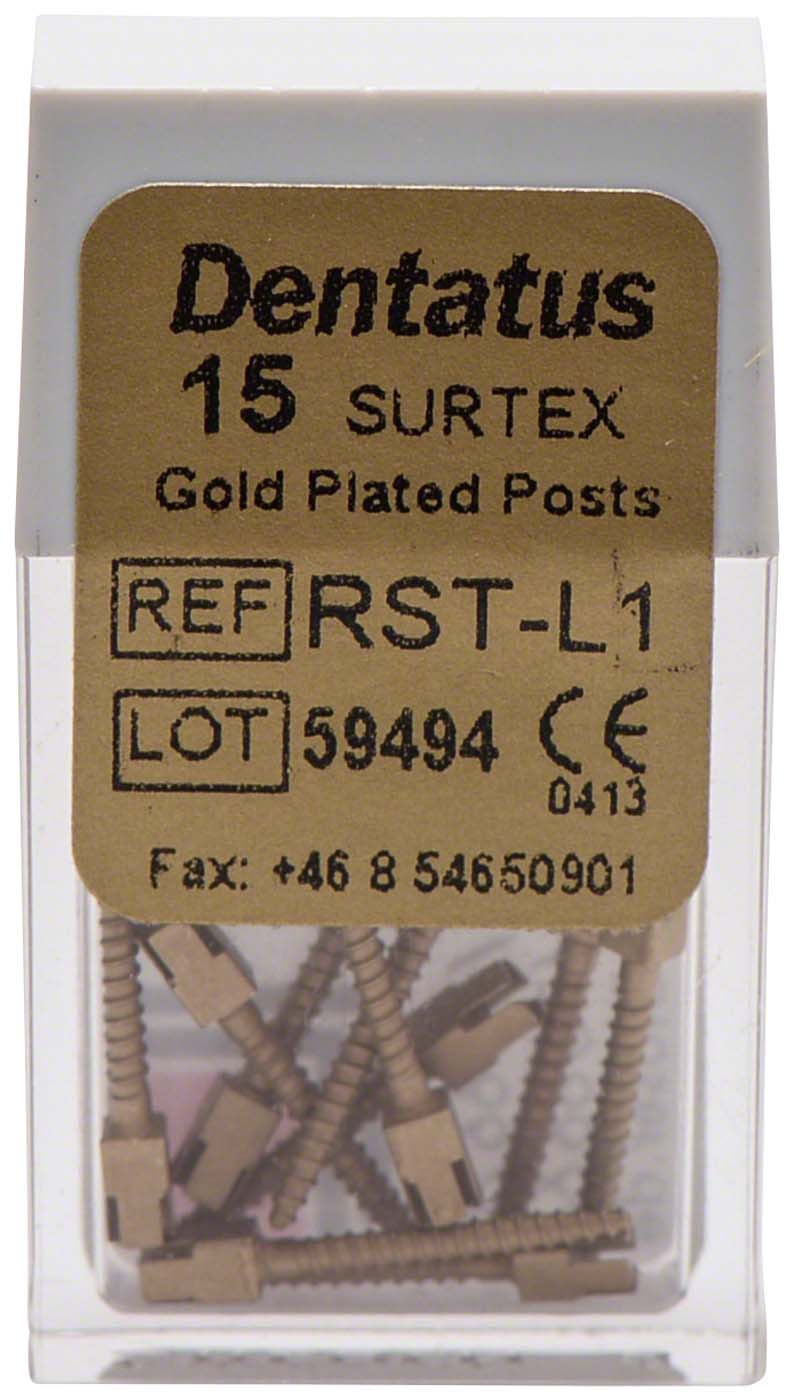 Dentatus
15 SURTEX
Gold Plated Posts
REF RST-L1
LOT 59494 CE
0413
Fax: +46 8 54650901